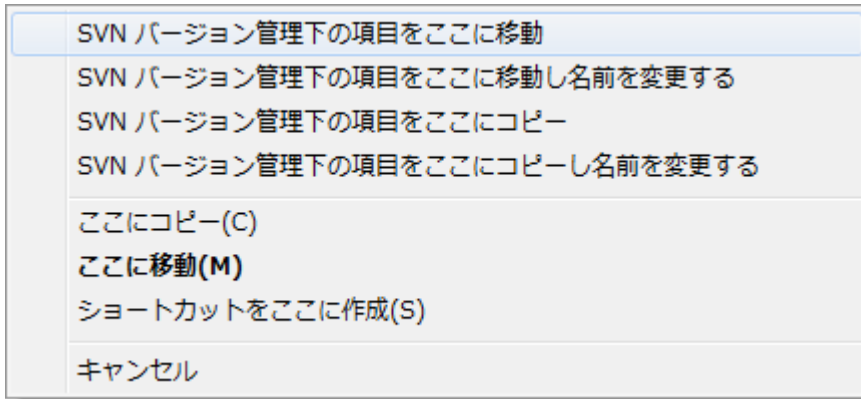 SVN バージョン管理下の項目をここに移動
SVN バージョン管理下の項目をここに移動し名前を変更する
SVN バージョン管理下の項目をここにコピー
SVN バージョン管理下の項目をここにコピーし名前を変更する
ここにコピー(C)
ここに移動(M)
ショートカットをここに作成(S)
キャンセル